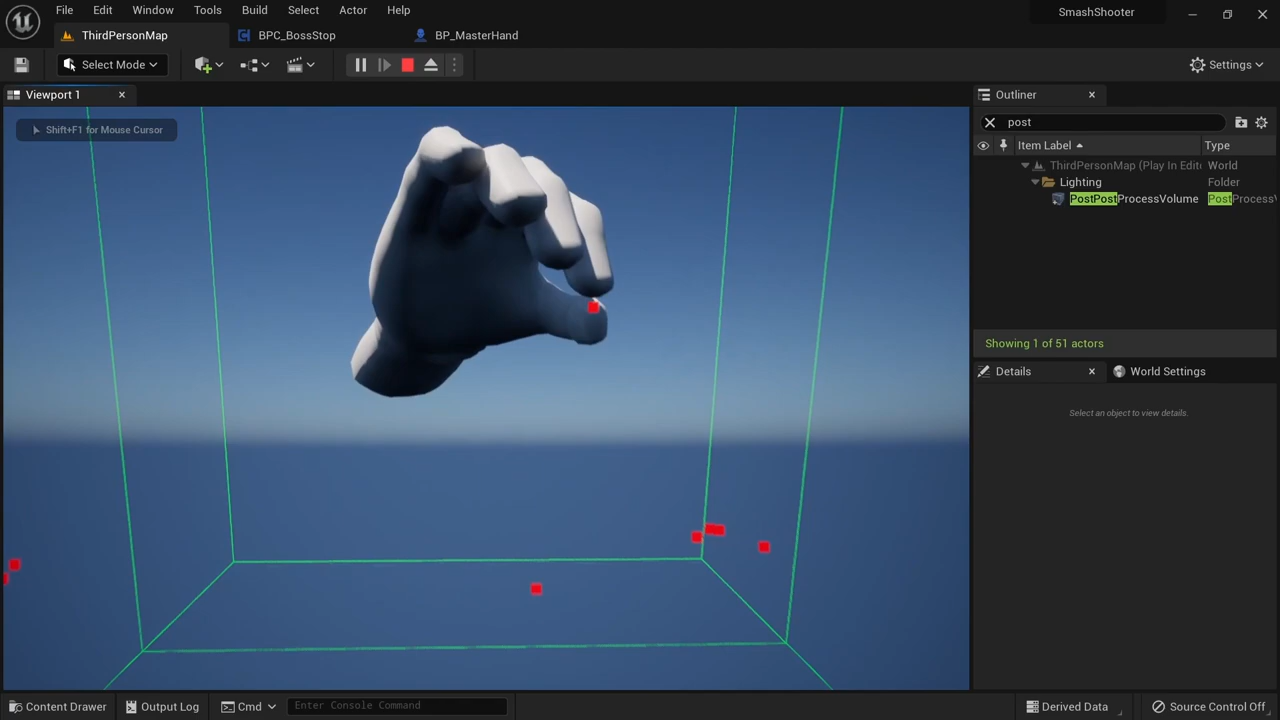 File Edit Window Tools Build Select Actor Help
SmashShooter
ThirdPersonMap BPC_BossStop BP_MasterHand
Select Mode
Settings
Viewport 1
Outliner
Shift+F1 for Mouse Cursor
post
Item Label Type
ThirdPersonMap (Play In Edito World
Lighting Folder
PostPostProcessVolume PostProcessV
Showing 1 of 51 actors
Details World Settings
Select an object to view details.
Content Drawer Output Log Cmd Enter Console Command Derived Data Source Control Off